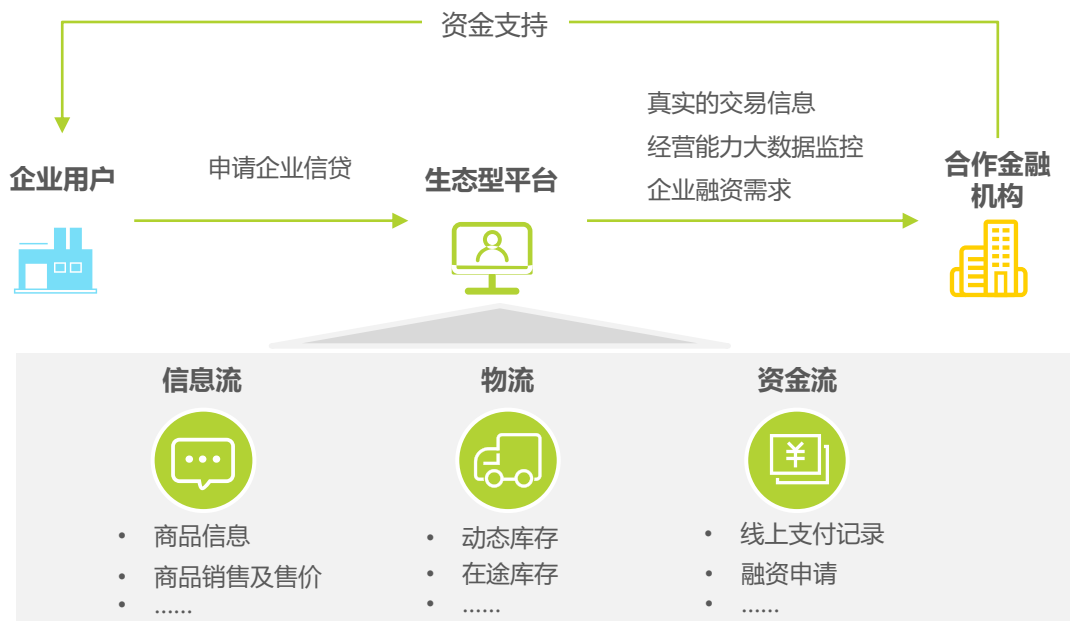 资金支持
真实的交易信息
经营能力大数据监控
企业融资需求
企业用户
申请企业信贷
生态型平台
合作金融
机构
信息流
物流
资金流
¥
• 商品信息
• 商品销售及售价
• ......
• 动态库存
• 在途库存
• ......
• 线上支付记录
• 融资申请
• ......